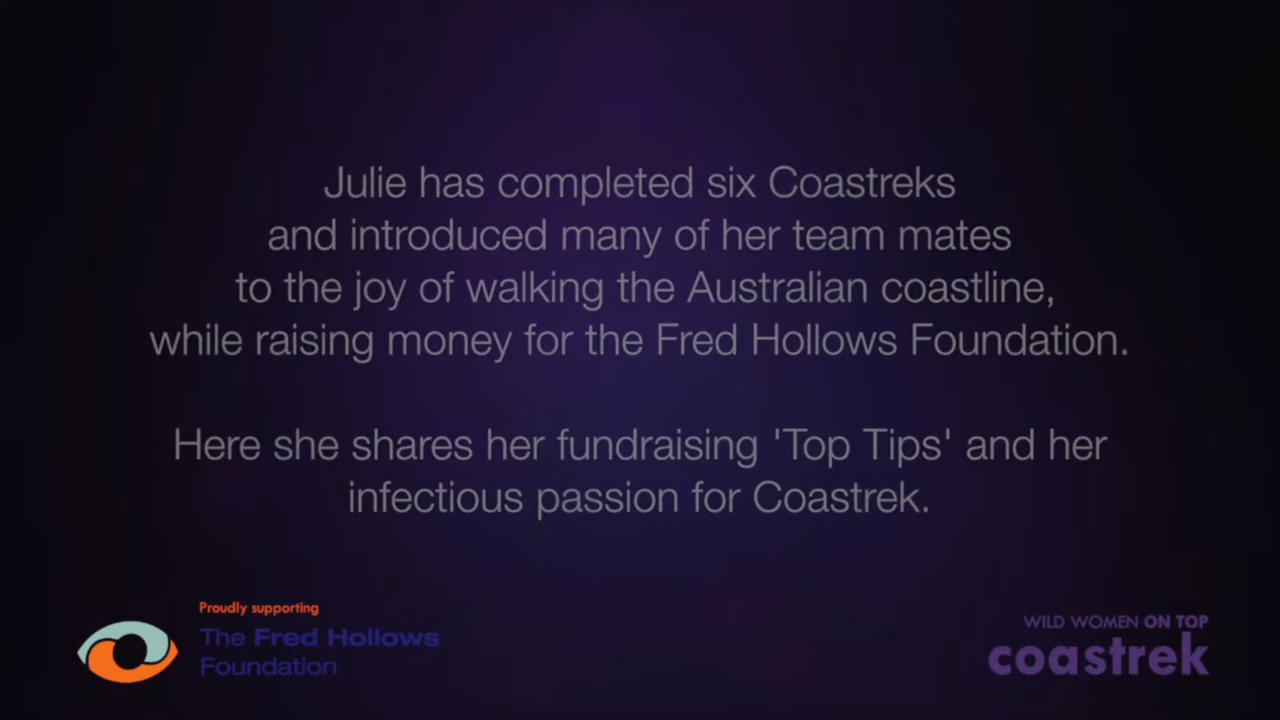 Julie has completed six Coastreks
and introduced many of her team mates
to the joy of walking the Australian coastline,
while raising money for the Fred Hollows Foundation.
Here she shares her fundraising 'Top Tips' and her
infectious passion for Coastrek.
Proudly supporting
The Fred Hollows
Foundation
WILD WOMEN ON TOP
coastrek